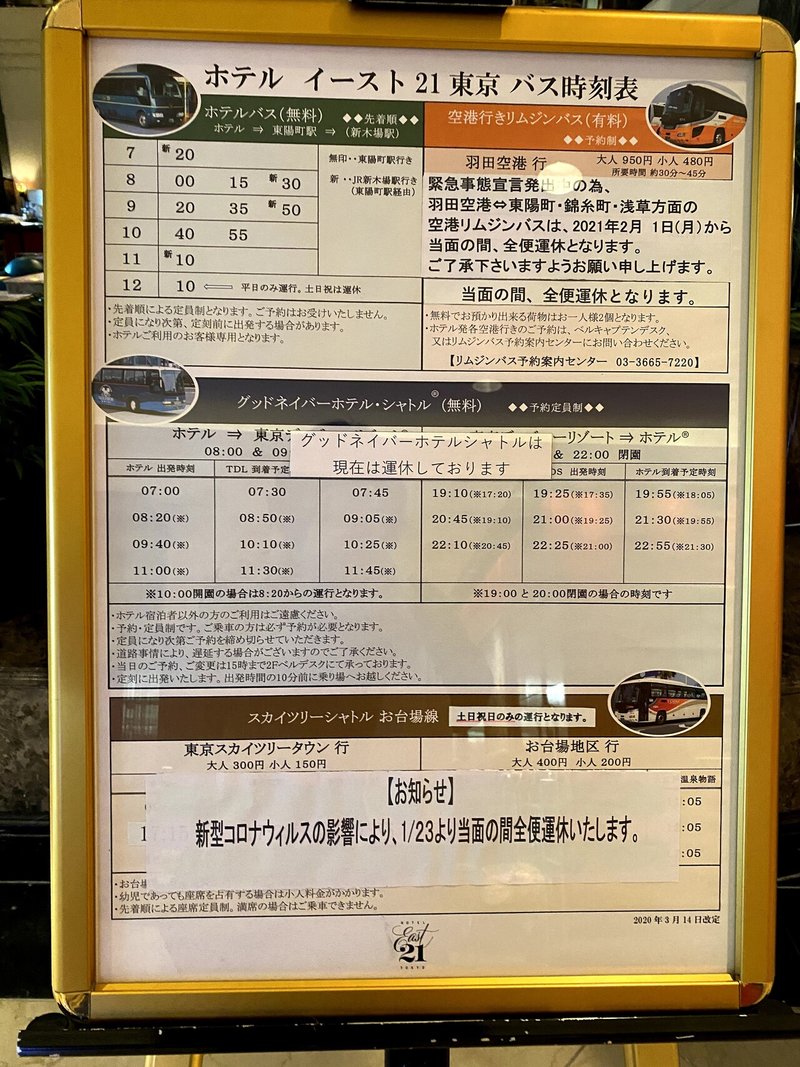 ホテル イースト 21 東京 バス時刻表
ホテルバス(無料) ◆◆先着順◆◆
ホテル ⇒ 東陽町駅 ⇒ (新木場駅)
7 新 20
8 00 15 新 30
9 20 35 新 50
10 40 55
11 新 10
12 10 ⇐ 平日のみ運行。土日祝は運休
無印・・東陽町駅行き
新・・JR新木場駅行き
(東陽町駅経由)
・先着順による定員制となります。ご予約はお受けいたしません。
・定員になり次第、定刻前に出発する場合があります。
・ホテルご利用のお客様専用となります。
空港行きリムジンバス(有料)
◆◆予約制◆◆
羽田空港 行 大人 950円 小人 480円
所要時間 約30分～45分
緊急事態宣言発出 の為、
羽田空港⇔東陽町・錦糸町・浅草方面の
空港リムジンバスは、2021年2月 1日(月)から
当面の間、全便運休となります。
ご了承下さいますようお願い申し上げます。
当面の間、全便運休となります。
・無料でお預かり出来る荷物はお一人様2個となります。
・ホテル発各空港行きのご予約は、ベルキャプテンデスク、
又はリムジンバス予約案内センターにお問い合わせください。
【リムジンバス予約案内センター 03-3665-7220】
グッドネイバーホテル・シャトル®(無料) ◆◆予約定員制◆◆
ホテル ⇒ 東京デ
08:00 & 09
ーリゾート ⇒ ホテル®
& 22:00 閉園
グッドネイバーホテルシャトルは
現在は運休しております
ホテル 出発時刻 TDL 到着予定
07:00 07:30 07:45
08:20(※) 08:50(※) 09:05(※)
09:40(※) 10:10(※) 10:25(※)
11:00(※) 11:30(※) 11:45(※)
※10:00開園の場合は8:20からの運行となります。
DS 出発時刻 ホテル到着予定時刻
19:10(※17:20) 19:25(※17:35) 19:55(※18:05)
20:45(※19:10) 21:00(※19:25) 21:30(※19:55)
22:10(※20:45) 22:25(※21:00) 22:55(※21:30)
※19:00 と 20:00閉園の場合の時刻です
・ホテル宿泊者以外の方のご利用はご遠慮ください。
・予約・定員制です。ご乗車の方は必ず予約が必要となります。
・定員になり次第ご予約を締め切らせていただきます。
・道路事情により、遅延する場合がございますのでご了承ください。
・当日のご予約、ご変更は15時まで2Fベルデスクにて承っております。
・定刻に出発いたします。出発時間の10分前に乗り場へお越しください。
スカイツリーシャトル お台場線 土日祝日のみの運行となります。
東京スカイツリータウン 行
大人 300円 小人 150円
お台場地区 行
大人 400円 小人 200円
温泉物語
:05
:05
:05
【お知らせ】
新型コロナウィルスの影響により、1/23より当面の間全便運休いたします。
・お台場
・幼児であっても座席を占有する場合は小人料金がかかります。
・先着順による座席定員制。満席の場合はご乗車できません。
2020年3月14日改定
HOTEL
East
21
TOKYO